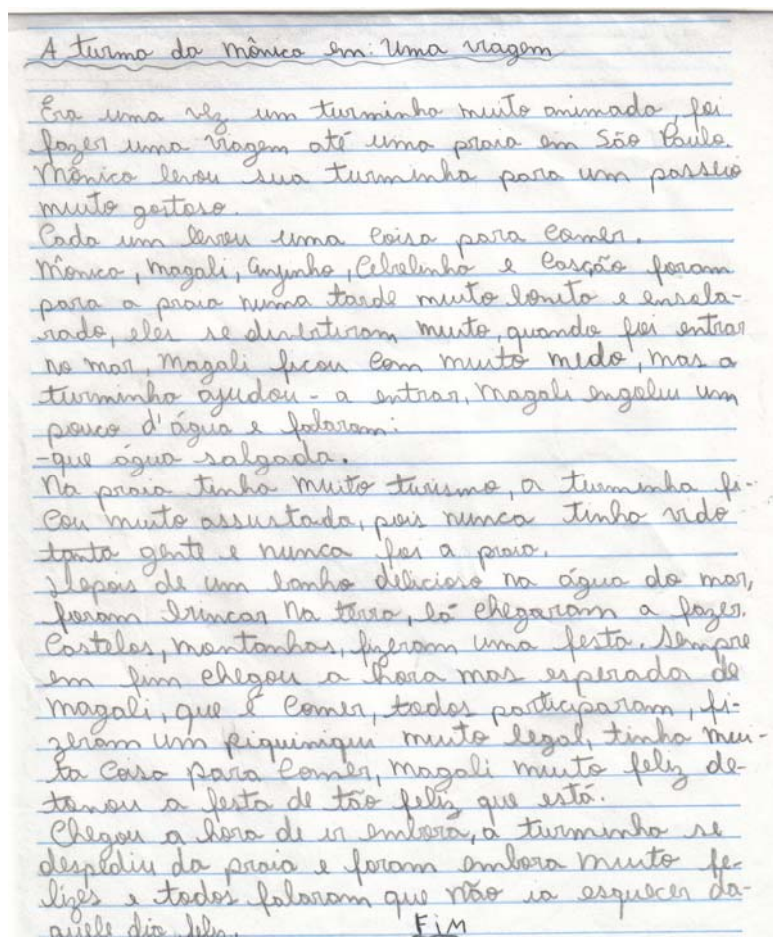 A turma da mônica em: Uma viagem
Era uma vez um turminha muito animada, foi
fazer uma viagem até uma praia em São Paulo.
Mônica levou sua turminha para um passeio
muito gostoso.
Cada um levou uma coisa para comer.
Mônica, magali, anjinho, Cebolinha e Cascão foram
para a praia numa tarde muito bonita e ensola-
rada, eles se divertiram muito, quando foi entrar
no mar, Magali ficou com muito medo, mas a
turminha ajudou-a entrar, Magali engoliu um
pouco d'água e falaram:
-que água salgada.
Na praia tinha muito turismo, a turminha fi-
cou muito assustada, pois nunca tinha vido
tanta gente e nunca foi a praia.
Depois de um banho delicioso na água do mar,
foram brincar na terra, lá chegaram a fazer.
Castelos, montanhas, fizeram uma festa. Sempre
em fim chegou a hora mas esperada de
magali, que é comer, todos participaram, fi-
zeram um piquiniqui muito legal, tinha mui-
ta casa para comer, magali muito feliz de-
tonou a festa de tão feliz que está.
Chegou a hora de ir embora, a turminha se
despediu da praia e foram embora muito fe-
lizes e todos falaram que não ia esquecer da-
quele dia feliz.
FiM